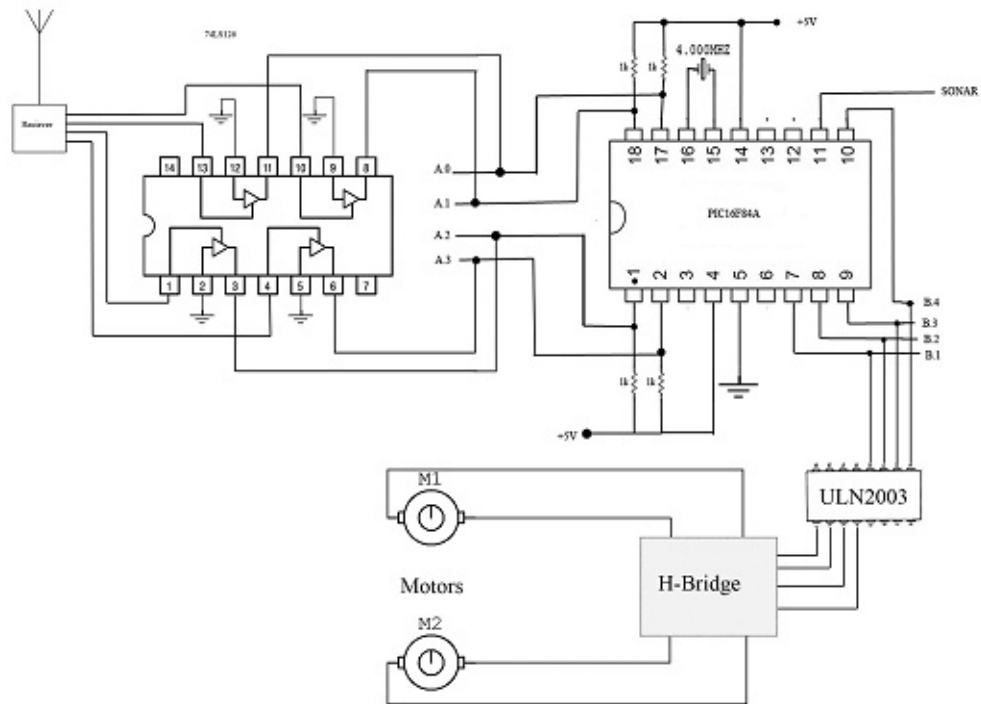 74LS126
+5V
4.000MHZ
1k
1k
SONAR
Reciever
18 17 16 15 14 13 12 11 10
14 13 12 11 10 9 8
A.0
A.1
PIC16F84A
A.2
A.3
1 2 3 4 5 6 7
1 2 3 4 5 6 7 8 9
B.4
B.3
B.2
B.1
1k
1k
+5V
M1
ULN2003
H-Bridge
Motors
M2